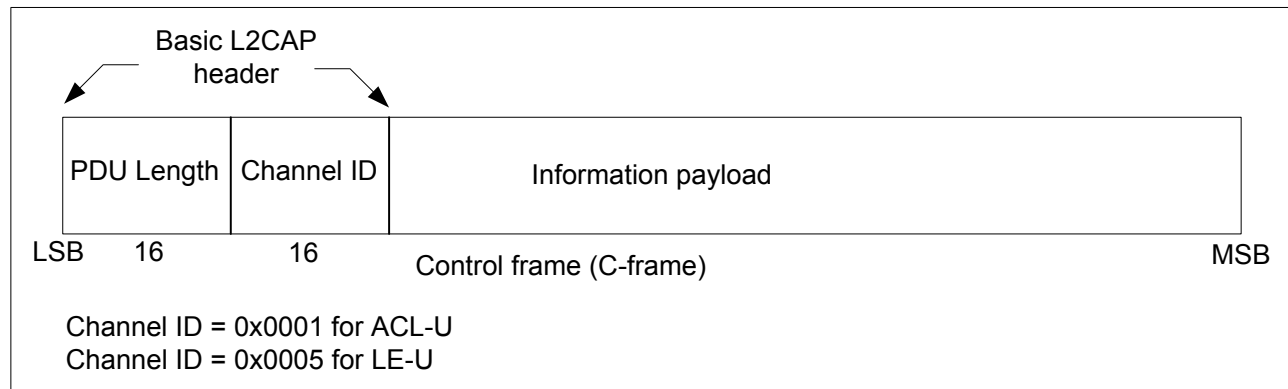 Basic L2CAP
header
PDU Length Channel ID Information payload
LSB 16 16 Control frame (C-frame) MSB
Channel ID = 0x0001 for ACL-U
Channel ID = 0x0005 for LE-U